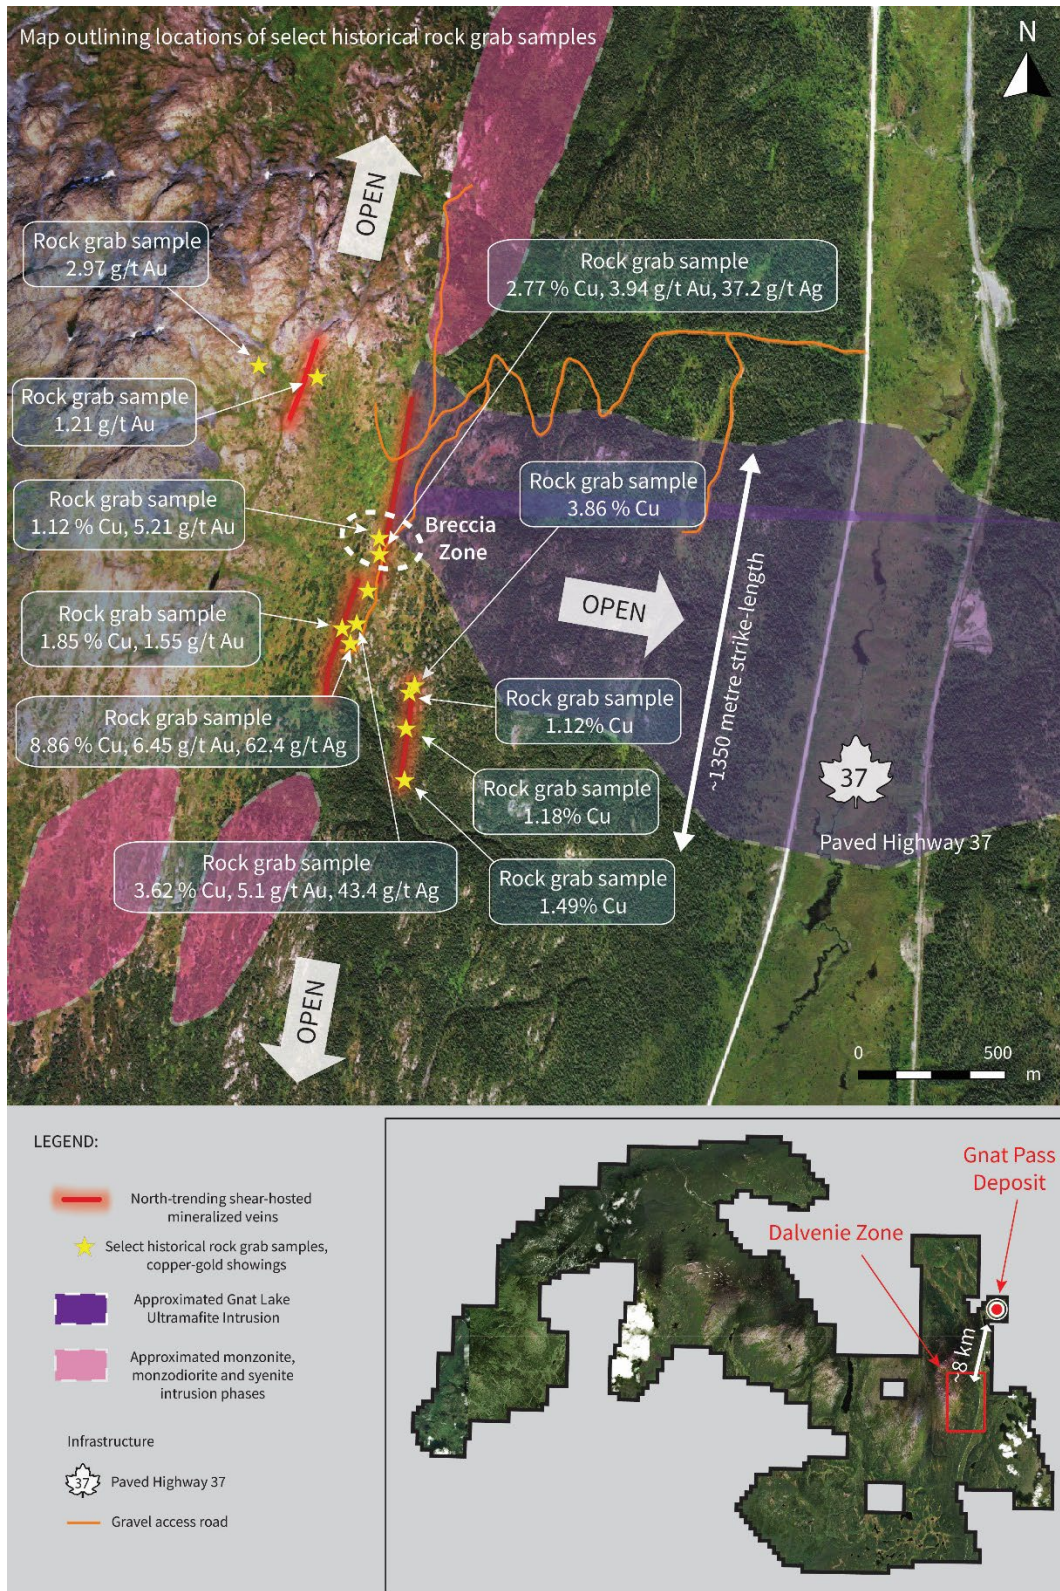 Map outlining locations of select historical rock grab samples
N
OPEN
Rock grab sample
2.97 g/t Au
Rock grab sample
2.77 % Cu, 3.94 g/t Au, 37.2 g/t Ag
Rock grab sample
1.21 g/t Au
Rock grab sample
3.86 % Cu
Rock grab sample
1.12 % Cu, 5.21 g/t Au
Breccia
Zone
OPEN
~1350 metre strike-length
Rock grab sample
1.85 % Cu, 1.55 g/t Au
Rock grab sample
8.86 % Cu, 6.45 g/t Au, 62.4 g/t Ag
Rock grab sample
1.12% Cu
37
Rock grab sample
1.18% Cu
Paved Highway 37
Rock grab sample
3.62 % Cu, 5.1 g/t Au, 43.4 g/t Ag
Rock grab sample
1.49% Cu
OPEN
0 500
m
LEGEND:
North-trending shear-hosted
mineralized veins
Select historical rock grab samples,
copper-gold showings
Approximated Gnat Lake
Ultramafite Intrusion
Approximated monzonite,
monzodiorite and syenite
intrusion phases
Infrastructure
37
Paved Highway 37
Gravel access road
Gnat Pass
Deposit
Dalvenie Zone
~8 km